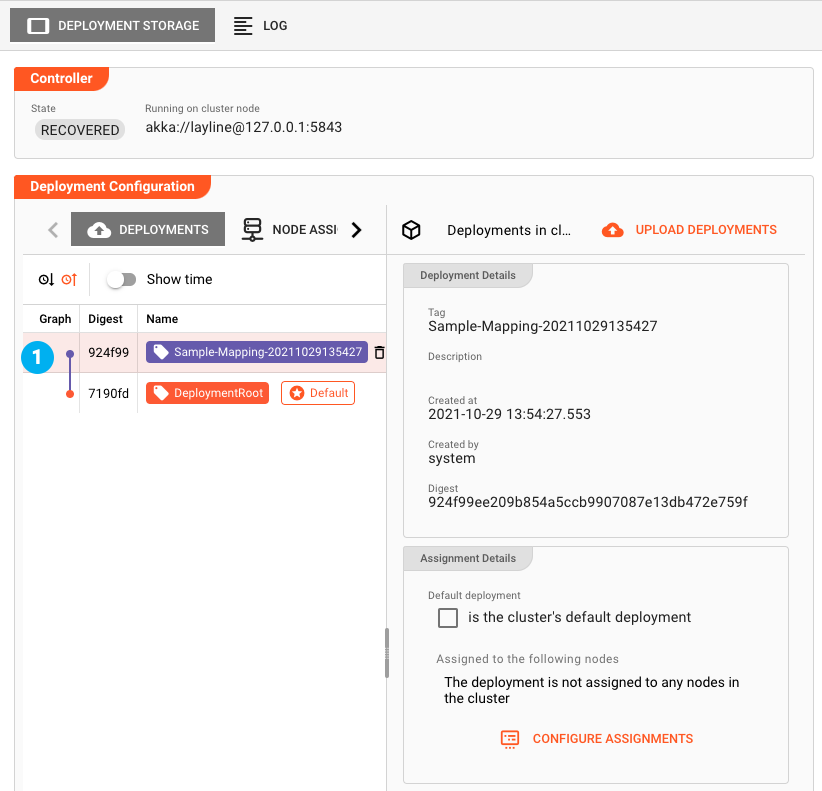 DEPLOYMENT STORAGE LOG
Controller
State Running on cluster node
RECOVERED akka://layline@127.0.0.1:5843
Deployment Configuration
DEPLOYMENTS NODE ASSI
Show time
Graph Digest Name
1 924f99 Sample-Mapping-20211029135427
7190fd DeploymentRoot Default
Deployments in cl... UPLOAD DEPLOYMENTS
Deployment Details
Tag
Sample-Mapping-20211029135427
Description
Created at
2021-10-29 13:54:27.553
Created by
system
Digest
924f99ee209b854a5ccb9907087e13db472e759f
Assignment Details
Default deployment
is the cluster's default deployment
Assigned to the following nodes
The deployment is not assigned to any nodes in
the cluster
CONFIGURE ASSIGNMENTS